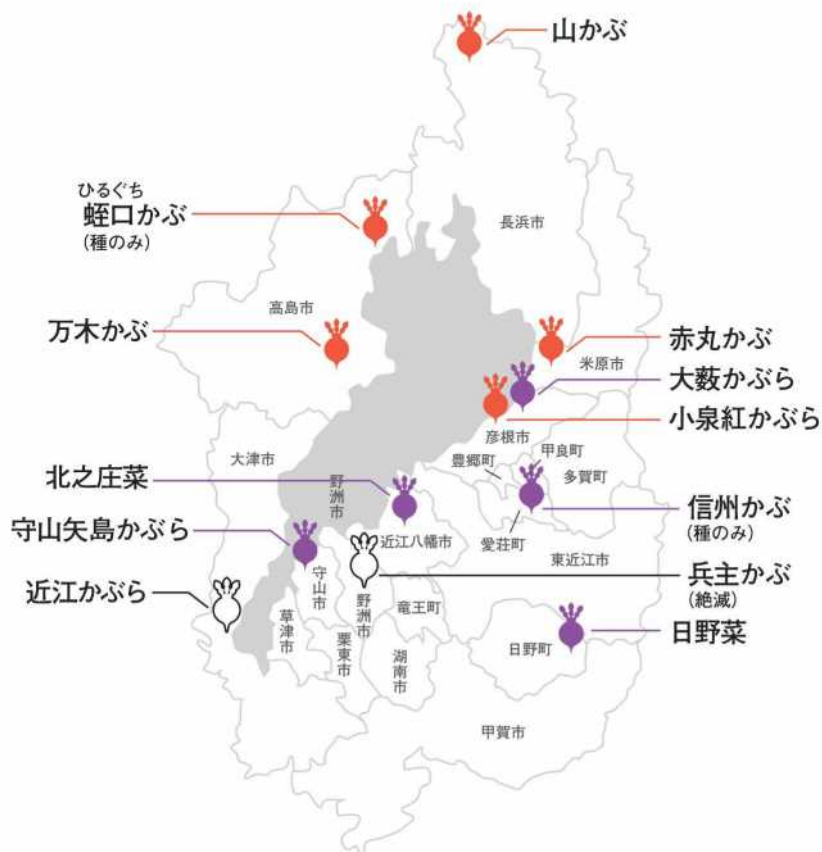 山かぶ
ひるぐち
蛭口かぶ
(種のみ)
長浜市
高島市
万木かぶ
赤丸かぶ
米原市
大薮かぶら
小泉紅かぶら
彦根市
大津市
豊郷町
甲良町
多賀町
北之庄菜
野洲市
信州かぶ
(種のみ)
守山矢島かぶら
近江八幡市
愛荘町
東近江市
近江かぶら
兵主かぶ
(絶滅)
守山市
野洲市
竜王町
草津市
栗東市
湖南市
日野町
日野菜
甲賀市